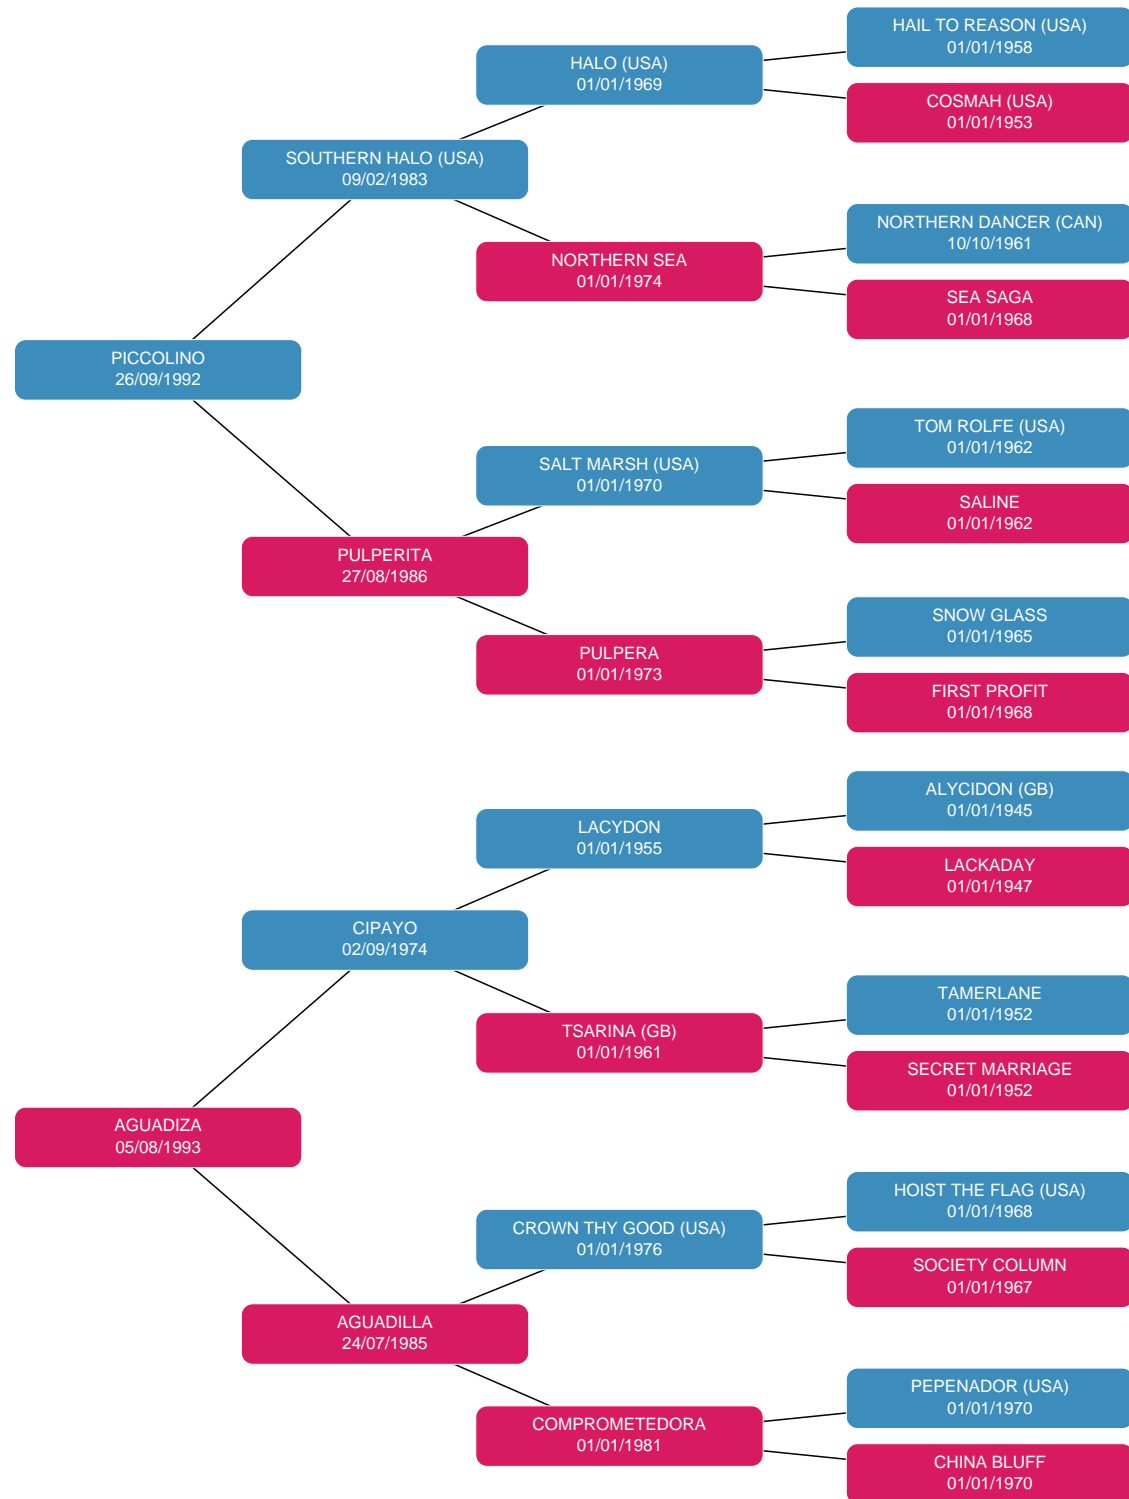 HAIL TO REASON (USA)
01/01/1958
HALO (USA)
01/01/1969
COSMAH (USA)
01/01/1953
SOUTHERN HALO (USA)
09/02/1983
NORTHERN DANCER (CAN)
10/10/1961
NORTHERN SEA
01/01/1974
SEA SAGA
01/01/1968
PICCOLINO
26/09/1992
TOM ROLFE (USA)
01/01/1962
SALT MARSH (USA)
01/01/1970
SALINE
01/01/1962
PULPERITA
27/08/1986
SNOW GLASS
01/01/1965
PULPERA
01/01/1973
FIRST PROFIT
01/01/1968
ALYCIDON (GB)
01/01/1945
LACYDON
01/01/1955
LACKADAY
01/01/1947
CIPAYO
02/09/1974
TAMERLANE
01/01/1952
TSARINA (GB)
01/01/1961
SECRET MARRIAGE
01/01/1952
AGUADIZA
05/08/1993
HOIST THE FLAG (USA)
01/01/1968
CROWN THY GOOD (USA)
01/01/1976
SOCIETY COLUMN
01/01/1967
AGUADILLA
24/07/1985
PEPENADOR (USA)
01/01/1970
COMPROMETEDORA
01/01/1981
CHINA BLUFF
01/01/1970